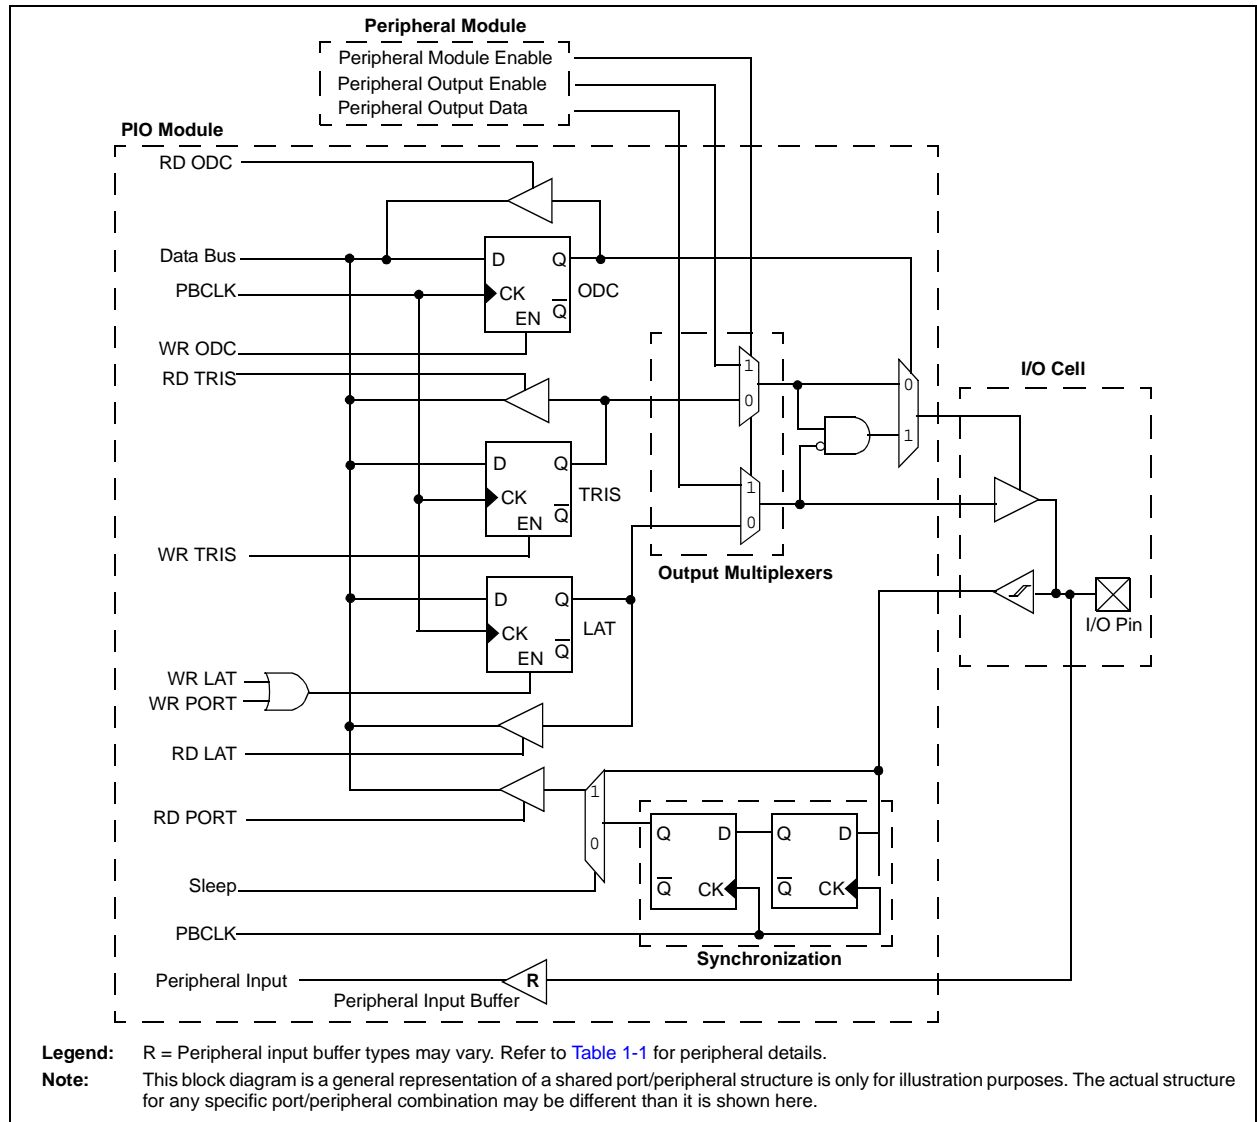 Peripheral Module
Peripheral Module Enable
Peripheral Output Enable
Peripheral Output Data
PIO Module
RD ODC
Data Bus
D Q
PBCLK
CK
ODC
EN Q
WR ODC
RD TRIS
1
0
I/O Cell
0
1
D Q
CK
TRIS
EN Q
1
0
WR TRIS
Output Multiplexers
D Q
CK
LAT
EN Q
I/O Pin
WR LAT
WR PORT
RD LAT
1
RD PORT
0
Q D
Q D
Q CK
Q CK
Sleep
PBCLK
Synchronization
Peripheral Input
R
Peripheral Input Buffer
Legend: R = Peripheral input buffer types may vary. Refer to Table 1-1 for peripheral details.
Note: This block diagram is a general representation of a shared port/peripheral structure is only for illustration purposes. The actual structure
for any specific port/peripheral combination may be different than it is shown here.